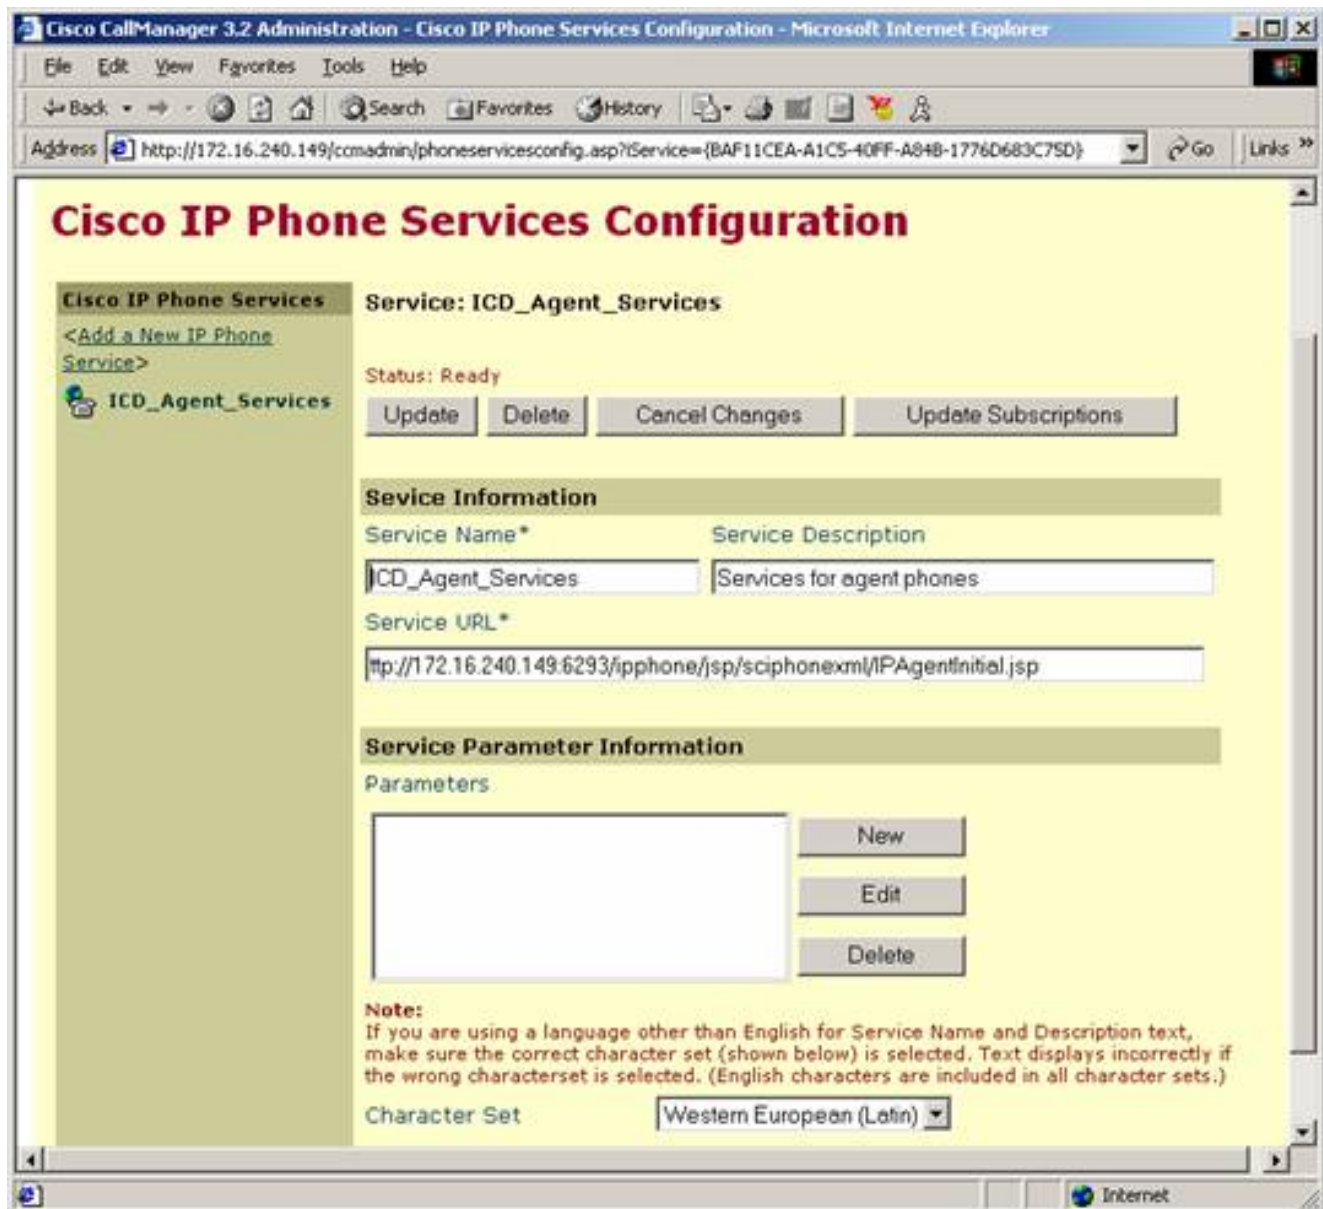 Cisco CallManager 3.2 Administration - Cisco IP Phone Services Configuration - Microsoft Internet Explorer
File Edit View Favorites Tools Help
Back Search Favorites History
Address http://172.16.240.149/ccmadmin/phoneservicesconfig.asp?iService={BAF11CEA-A1C5-40FF-A848-1776D683C75D} Go Links »
Cisco IP Phone Services Configuration
Cisco IP Phone Services
<Add a New IP Phone
Service>
ICD_Agent_Services
Service: ICD_Agent_Services
Status: Ready
Update Delete Cancel Changes Update Subscriptions
Sevice Information
Service Name* Service Description
ICD_Agent_Services Services for agent phones
Service URL*
ttp://172.16.240.149:6293/ipphone/jsp/sciphonexml/IPAgentInitial.jsp
Service Parameter Information
Parameters
New
Edit
Delete
Note:
If you are using a language other than English for Service Name and Description text,
make sure the correct character set (shown below) is selected. Text displays incorrectly if
the wrong characterset is selected. (English characters are included in all character sets.)
Character Set Western European (Latin)
Internet